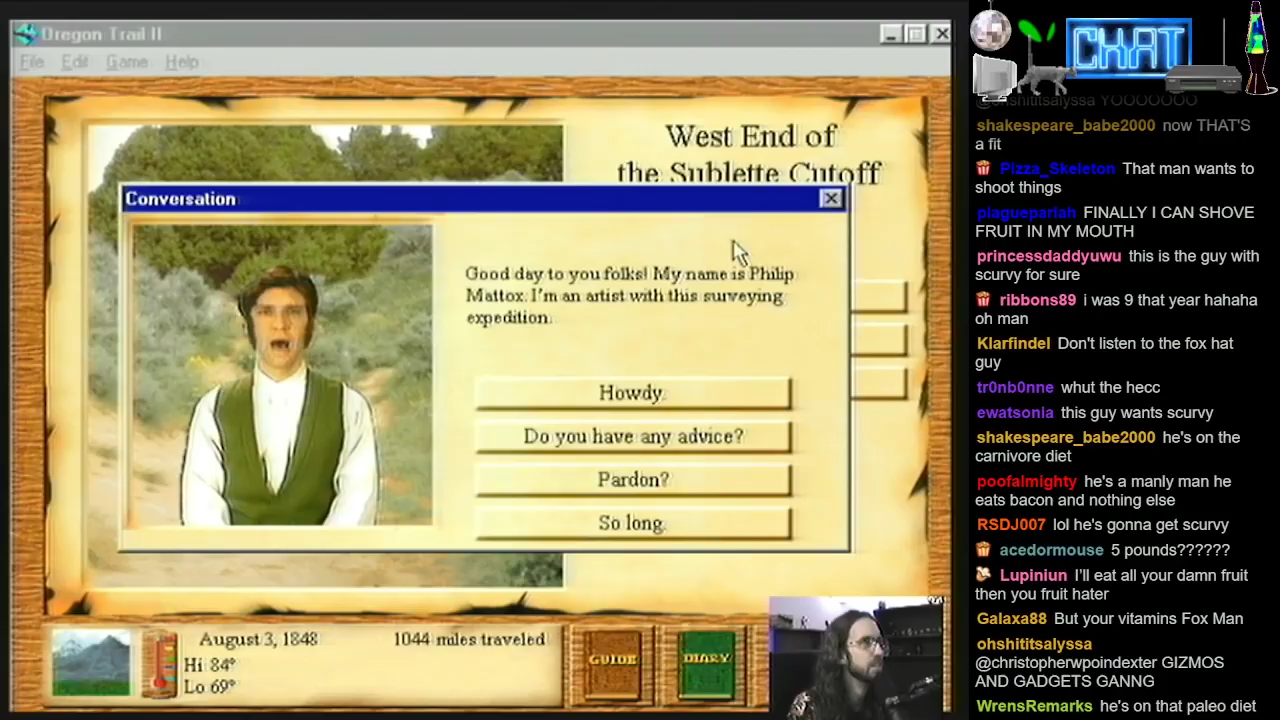 Oregon Trail II
File Edit Game Help
West End of
the Sublette Cutoff
Conversation
Good day to you folks! My name is Philip
Mattox. I'm an artist with this surveying
expedition.
Howdy.
Do you have any advice?
Pardon?
So long.
August 3, 1848
1044 miles traveled
Hi 84°
Lo 69°
GUIDE
DIARY
CHAT
@ohshititsalyssa YOOOOOOO
shakespeare_babe2000 now THAT'S
a fit
Pizza_Skeleton That man wants to
shoot things
plaguepariah FINALLY I CAN SHOVE
FRUIT IN MY MOUTH
princessdaddyuwu this is the guy with
scurvy for sure
ribbons89 i was 9 that year hahaha
oh man
Klarfindel Don't listen to the fox hat
guy
tr0nb0nne whut the hecc
ewatsonia this guy wants scurvy
shakespeare_babe2000 he's on the
carnivore diet
poofalmighty he's a manly man he
eats bacon and nothing else
RSDJ007 lol he's gonna get scurvy
acedormouse 5 pounds??????
Lupiniun I'll eat all your damn fruit
then you fruit hater
Galaxa88 But your vitamins Fox Man
ohshititsalyssa
@christopherwpoindexter GIZMOS
AND GADGETS GANNG
WrensRemarks he's on that paleo diet